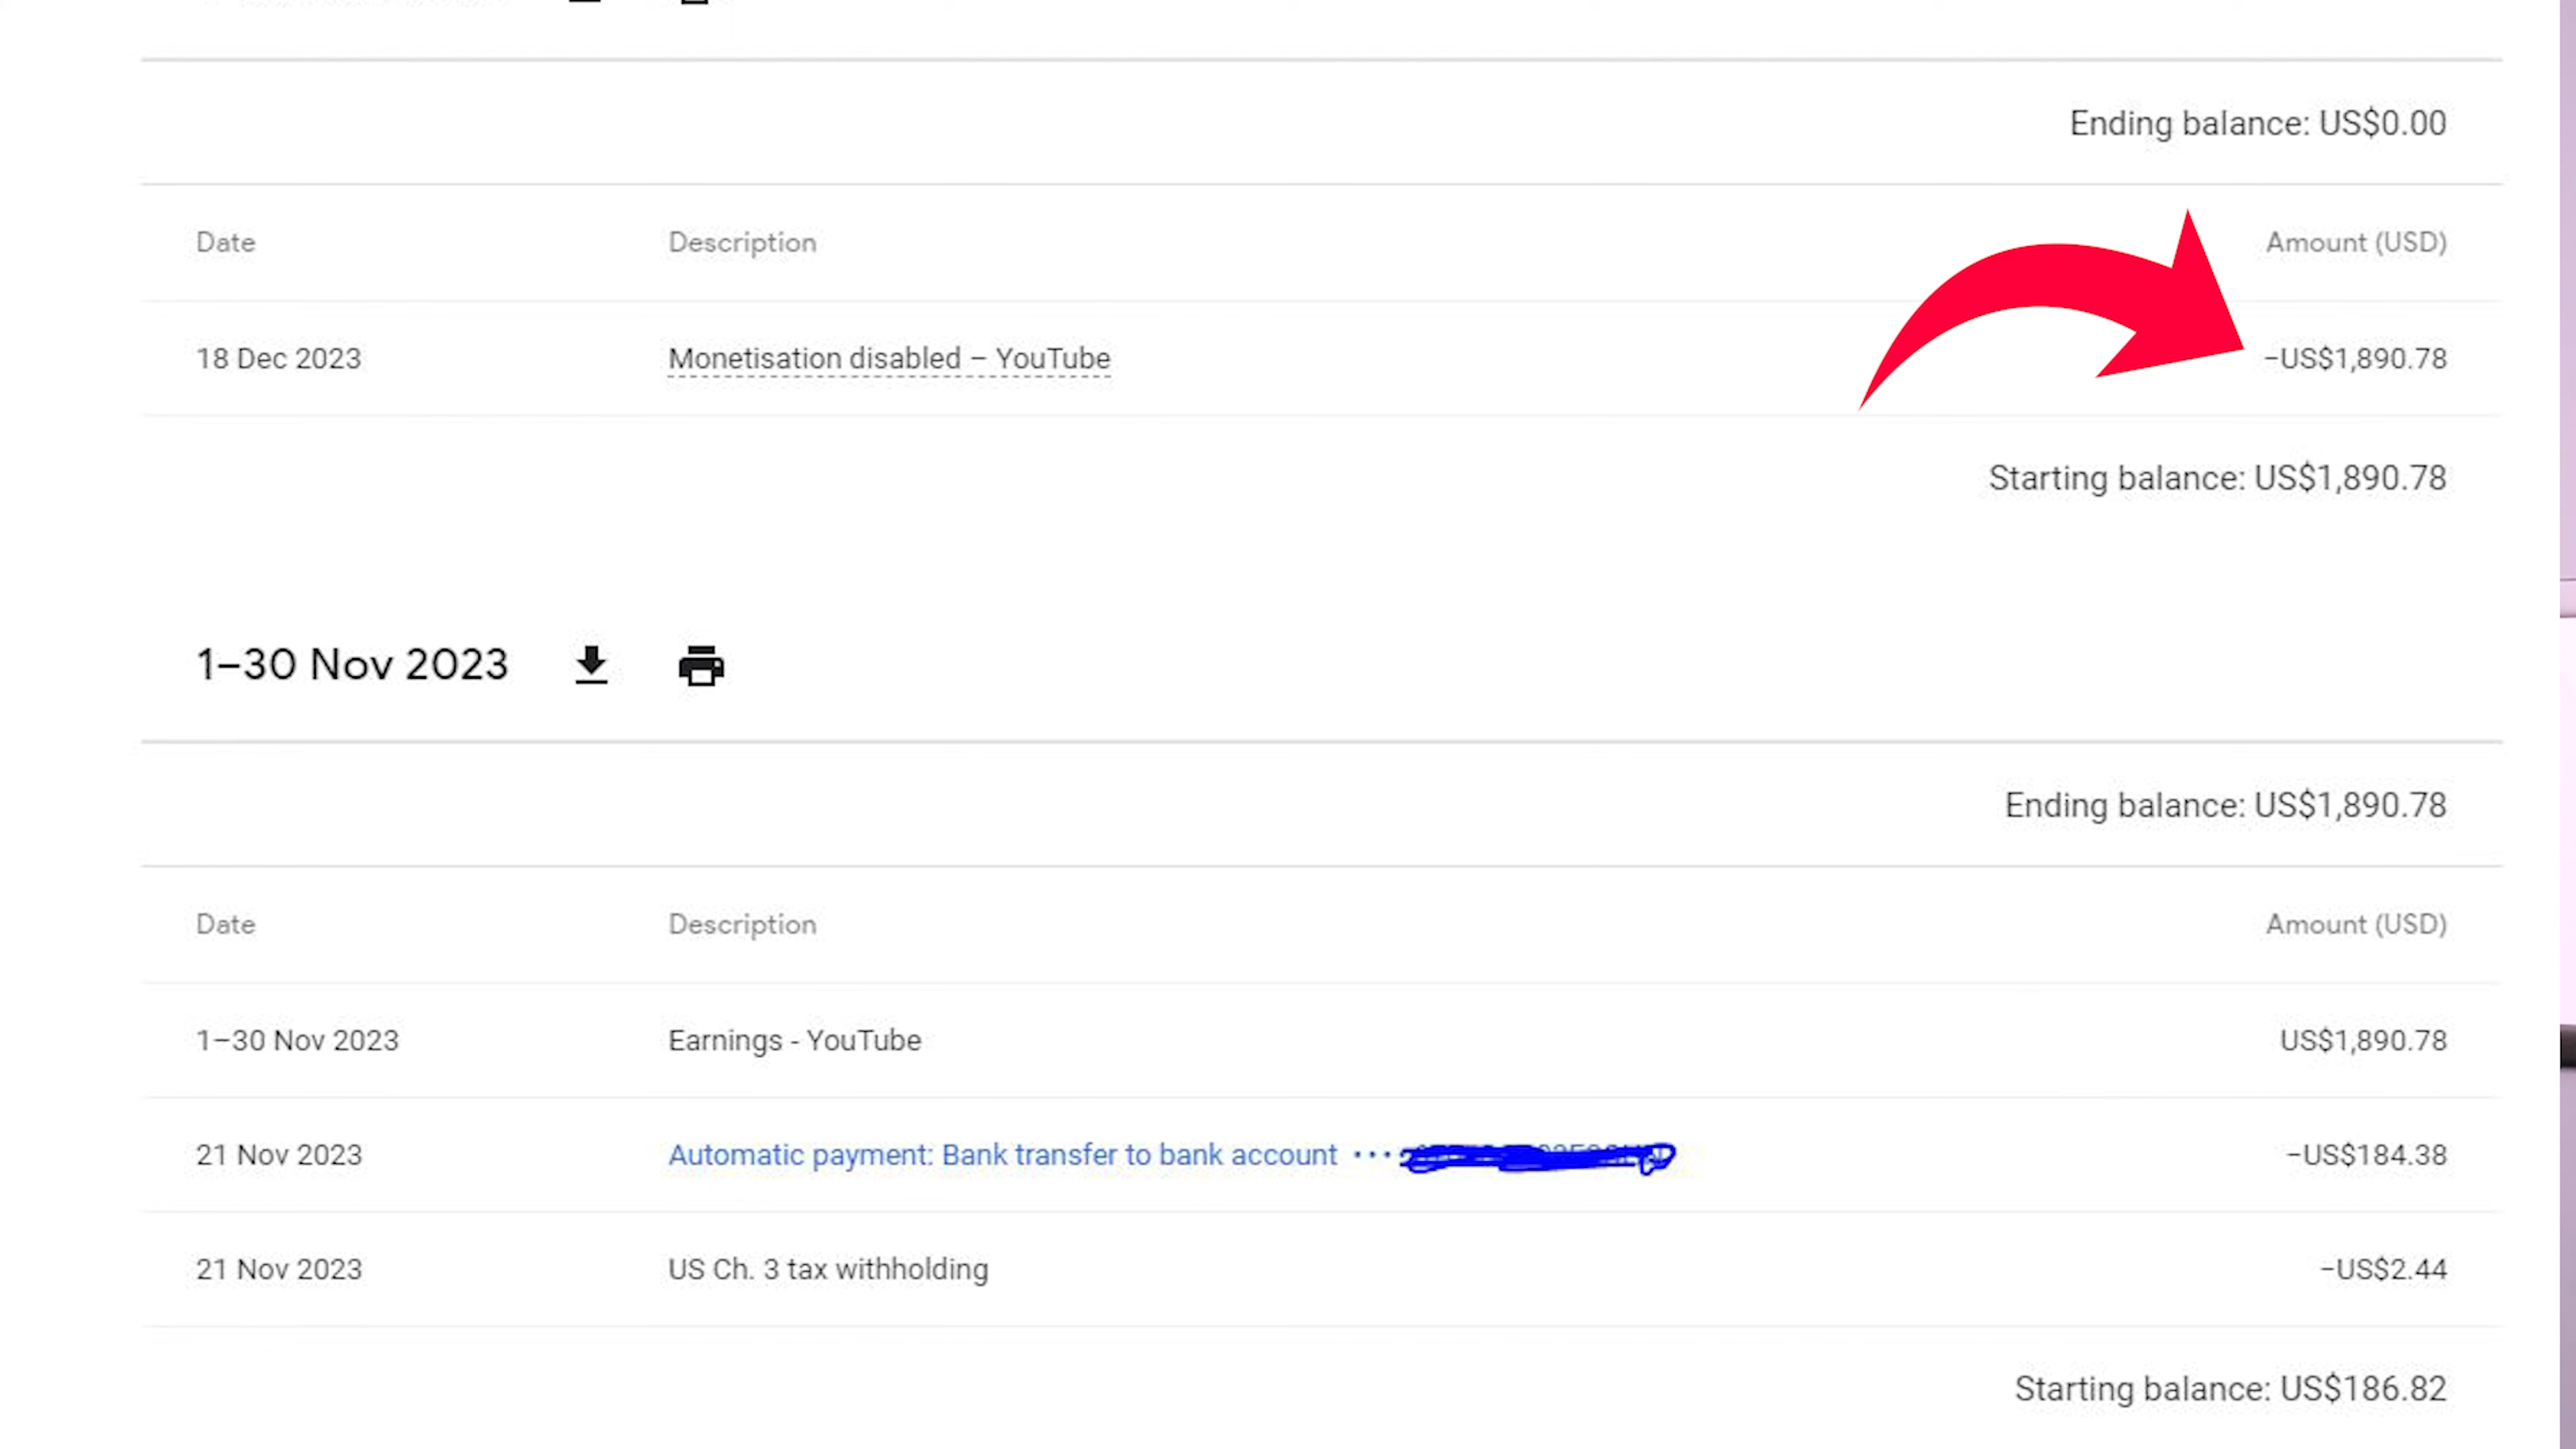 Ending balance: US$0.00
Date Description Amount (USD)
18 Dec 2023 Monetisation disabled – YouTube −US$1,890.78
Starting balance: US$1,890.78
1–30 Nov 2023
Ending balance: US$1,890.78
Date Description Amount (USD)
1–30 Nov 2023 Earnings - YouTube US$1,890.78
21 Nov 2023 Automatic payment: Bank transfer to bank account ••• −US$184.38
21 Nov 2023 US Ch. 3 tax withholding −US$2.44
Starting balance: US$186.82